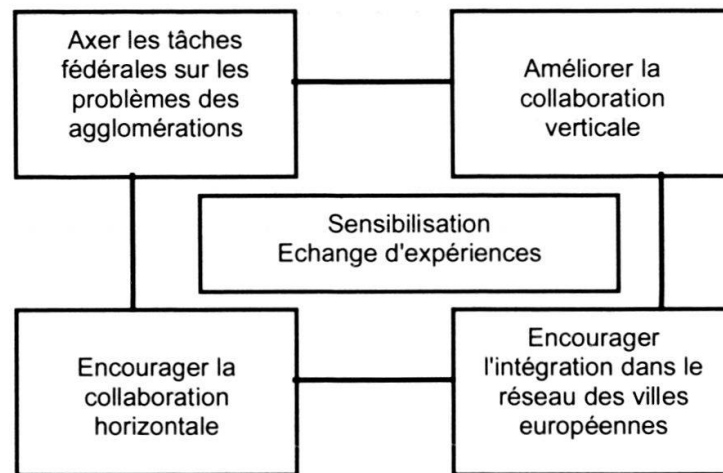 Axer les tâches
fédérales sur les
problèmes des
agglomérations
Améliorer la
collaboration
verticale
Sensibilisation
Echange d'expériences
Encourager la
collaboration
horizontale
Encourager
l'intégration dans le
réseau des villes
européennes